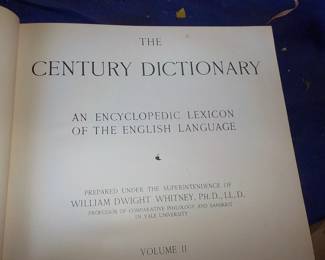 THE
CENTURY DICTIONARY
AN ENCYCLOPEDIC LEXICON
OF THE ENGLISH LANGUAGE
PREPARED UNDER THE SUPERINTENDENCE OF
WILLIAM DWIGHT WHITNEY, PH.D., LL.D.
PROFESSOR OF COMPARATIVE PHILOLOGY AND SANSKRIT
IN YALE UNIVERSITY
VOLUME II